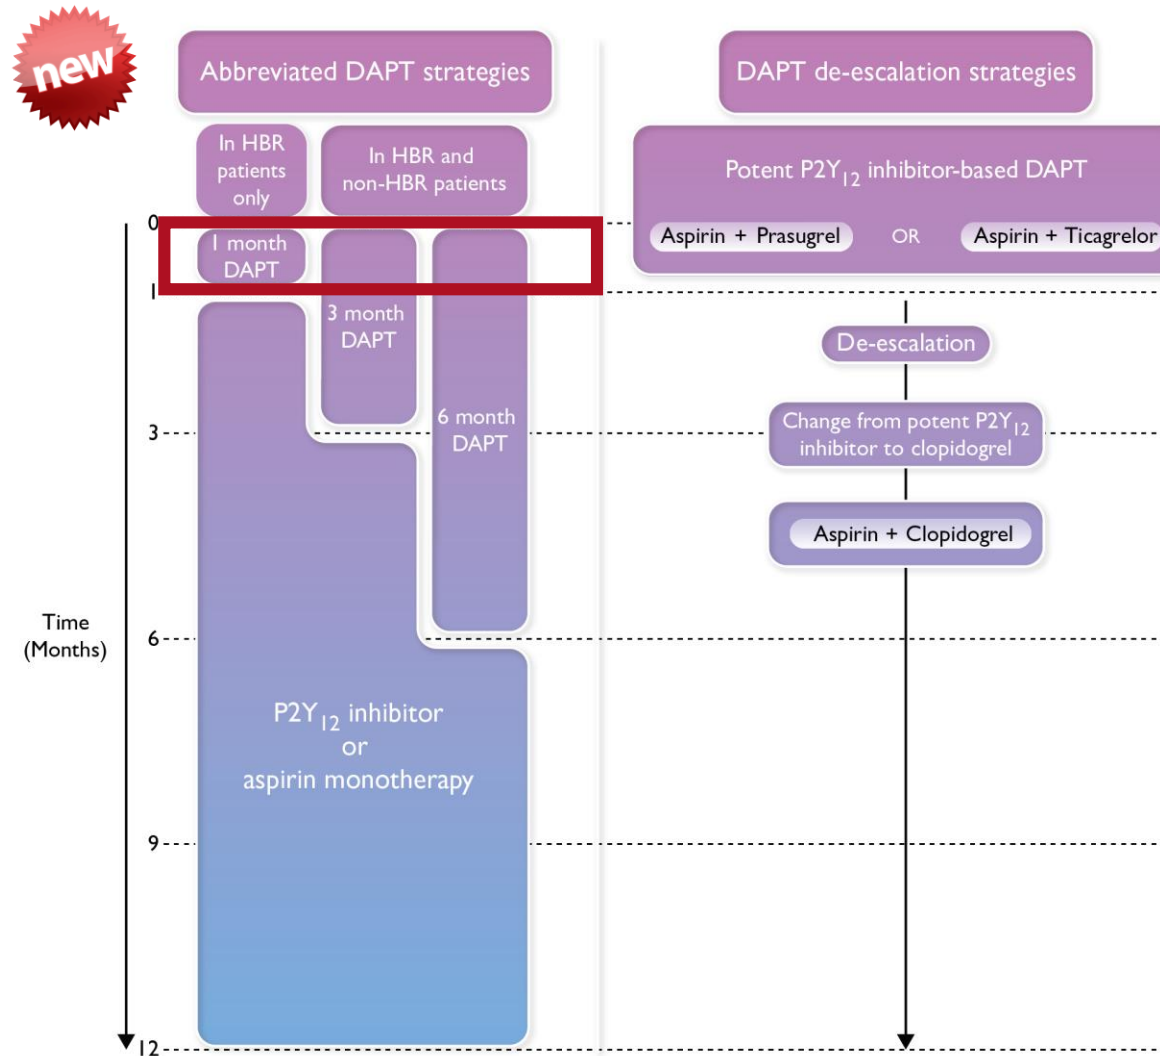 new
Abbreviated DAPT strategies
DAPT de-escalation strategies
In HBR
patients
only
In HBR and
non-HBR patients
Potent P2Y12 inhibitor-based DAPT
Aspirin + Prasugrel
OR
Aspirin + Ticagrelor
0
1 month
DAPT
1
3 month
DAPT
De-escalation
6 month
DAPT
3
Change from potent P2Y12
inhibitor to clopidogrel
Aspirin + Clopidogrel
Time
(Months)
6
P2Y12 inhibitor
or
aspirin monotherapy
9
12